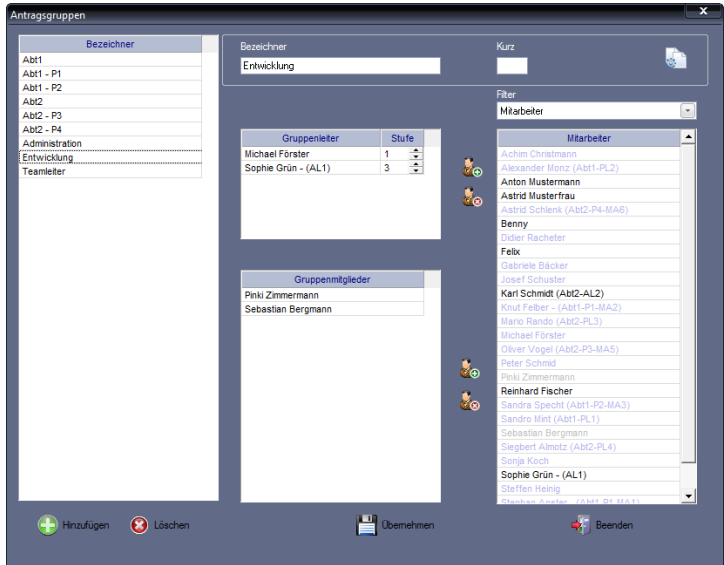 Antragsgruppen
x
Bezeichner
Abt1
Abt1 - P1
Abt1 - P2
Abt2
Abt2 - P3
Abt2 - P4
Administration
Entwicklung
Teamleiter
Bezeichner
Kurz
Entwicklung
Filter
Mitarbeiter
Gruppenleiter Stufe
Michael Förster 1
Sophie Grün - (AL1) 3
Gruppenmitglieder
Pinki Zimmermann
Sebastian Bergmann
Mitarbeiter
Achim Christmann
Alexander Monz (Abt1-PL2)
Anton Mustermann
Astrid Musterfrau
Astrid Schlenk (Abt2-P4-MA6)
Benny
Didier Racheter
Felix
Gabriele Bäcker
Josef Schuster
Karl Schmidt (Abt2-AL2)
Knut Felber - (Abt1-P1-MA2)
Mario Rando (Abt2-PL3)
Michael Förster
Oliver Vogel (Abt2-P3-MA5)
Peter Schmid
Pinki Zimmermann
Reinhard Fischer
Sandra Specht (Abt1-P2-MA3)
Sandro Mint (Abt1-PL1)
Sebastian Bergmann
Siegbert Almotz (Abt2-PL4)
Sonja Koch
Sophie Grün - (AL1)
Steffen Heinig
Hinzufügen
Löschen
Übernehmen
Beenden